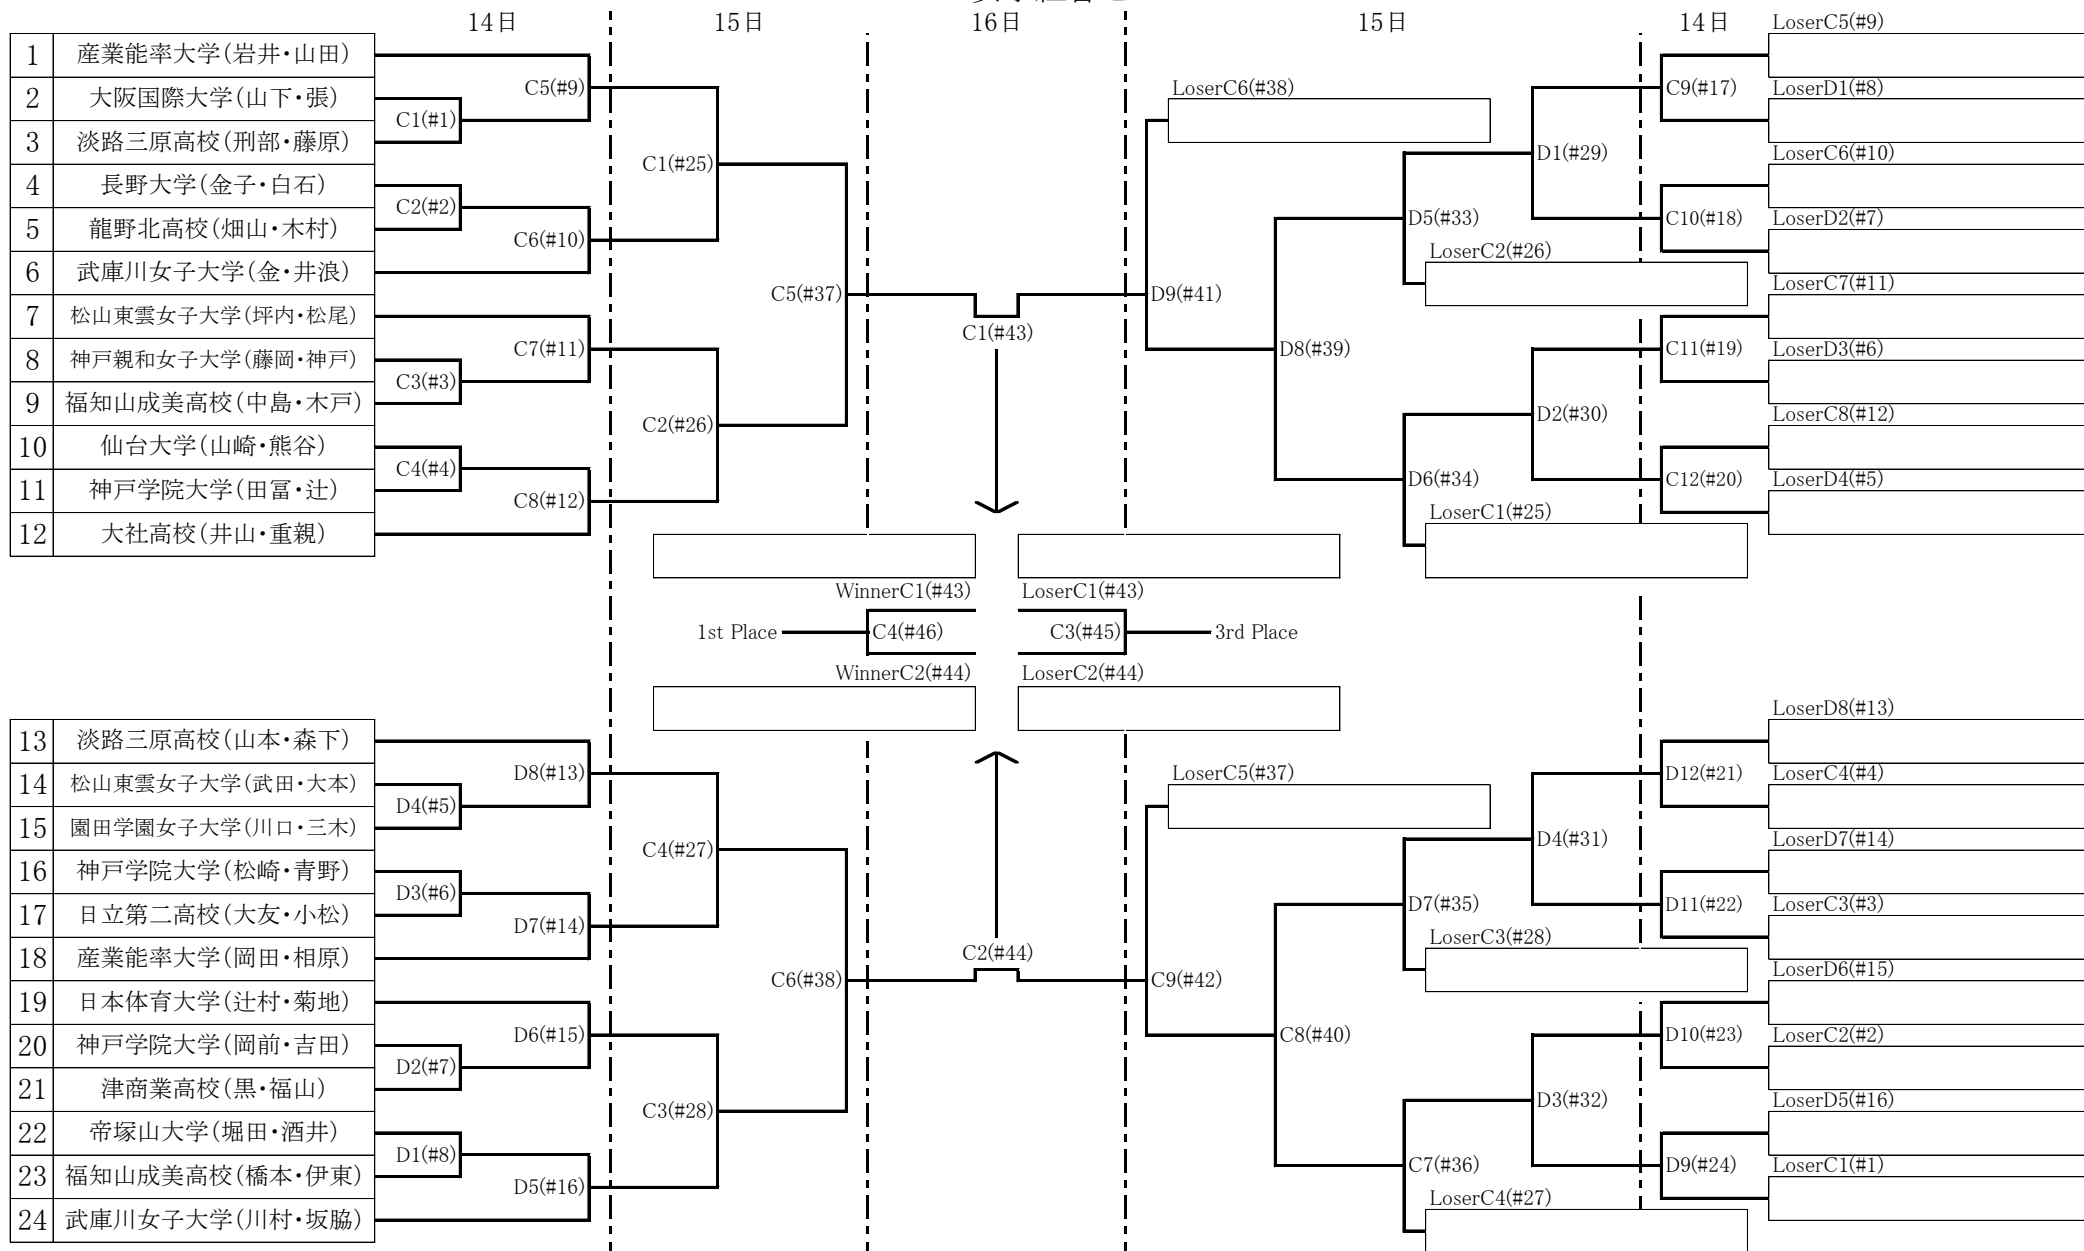 14日 15日 16日 15日 14日
1 産業能率大学(岩井・山田)
2 大阪国際大学(山下・張)
3 淡路三原高校(刑部・藤原)
4 長野大学(金子・白石)
5 龍野北高校(畑山・木村)
6 武庫川女子大学(金・井浪)
7 松山東雲女子大学(坪内・松尾)
8 神戸親和女子大学(藤岡・神戸)
9 福知山成美高校(中島・木戸)
10 仙台大学(山崎・熊谷)
11 神戸学院大学(田冨・辻)
12 大社高校(井山・重親)
C1(#1)
C2(#2)
C3(#3)
C4(#4)
C5(#9)
C6(#10)
C7(#11)
C8(#12)
C1(#25)
C2(#26)
C5(#37)
C1(#43)
LoserC6(#38)
D9(#41)
D8(#39)
D5(#33)
LoserC2(#26)
D6(#34)
LoserC1(#25)
D1(#29)
D2(#30)
C9(#17)
C10(#18)
C11(#19)
C12(#20)
LoserC5(#9)
LoserD1(#8)
LoserC6(#10)
LoserD2(#7)
LoserC7(#11)
LoserD3(#6)
LoserC8(#12)
LoserD4(#5)
WinnerC1(#43) LoserC1(#43)
1st Place C4(#46) C3(#45) 3rd Place
WinnerC2(#44) LoserC2(#44)
13 淡路三原高校(山本・森下)
14 松山東雲女子大学(武田・大本)
15 園田学園女子大学(川口・三木)
16 神戸学院大学(松崎・青野)
17 日立第二高校(大友・小松)
18 産業能率大学(岡田・相原)
19 日本体育大学(辻村・菊地)
20 神戸学院大学(岡前・吉田)
21 津商業高校(黒・福山)
22 帝塚山大学(堀田・酒井)
23 福知山成美高校(橋本・伊東)
24 武庫川女子大学(川村・坂脇)
D4(#5)
D3(#6)
D2(#7)
D1(#8)
D8(#13)
D7(#14)
D6(#15)
D5(#16)
C4(#27)
C3(#28)
C6(#38)
C2(#44)
LoserC5(#37)
C9(#42)
C8(#40)
D7(#35)
LoserC3(#28)
C7(#36)
LoserC4(#27)
D4(#31)
D3(#32)
D12(#21)
D11(#22)
D10(#23)
D9(#24)
LoserD8(#13)
LoserC4(#4)
LoserD7(#14)
LoserC3(#3)
LoserD6(#15)
LoserC2(#2)
LoserD5(#16)
LoserC1(#1)